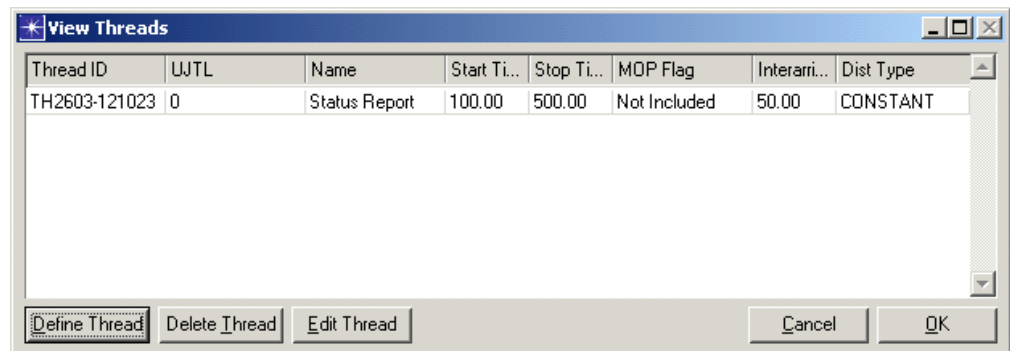 View Threads
Thread ID UJTL Name Start Ti... Stop Ti... MOP Flag Interarri... Dist Type
TH2603-121023 0 Status Report 100.00 500.00 Not Included 50.00 CONSTANT
Define Thread Delete Thread Edit Thread Cancel OK